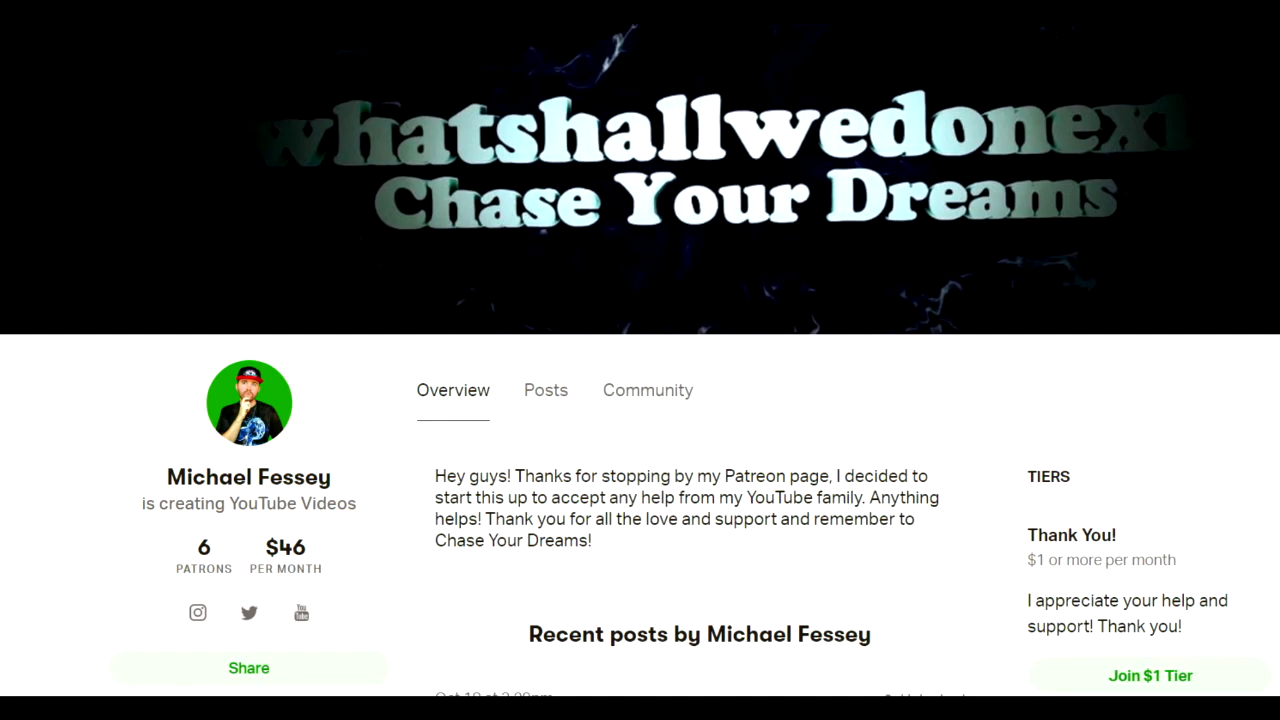 whatshallwedonext
Chase Your Dreams
Michael Fessey
is creating YouTube Videos
6
PATRONS
$46
PER MONTH
You
Tube
Share
Overview
Posts
Community
Hey guys! Thanks for stopping by my Patreon page, I decided to
start this up to accept any help from my YouTube family. Anything
helps! Thank you for all the love and support and remember to
Chase Your Dreams!
Recent posts by Michael Fessey
TIERS
Thank You!
$1 or more per month
I appreciate your help and
support! Thank you!
Join $1 Tier